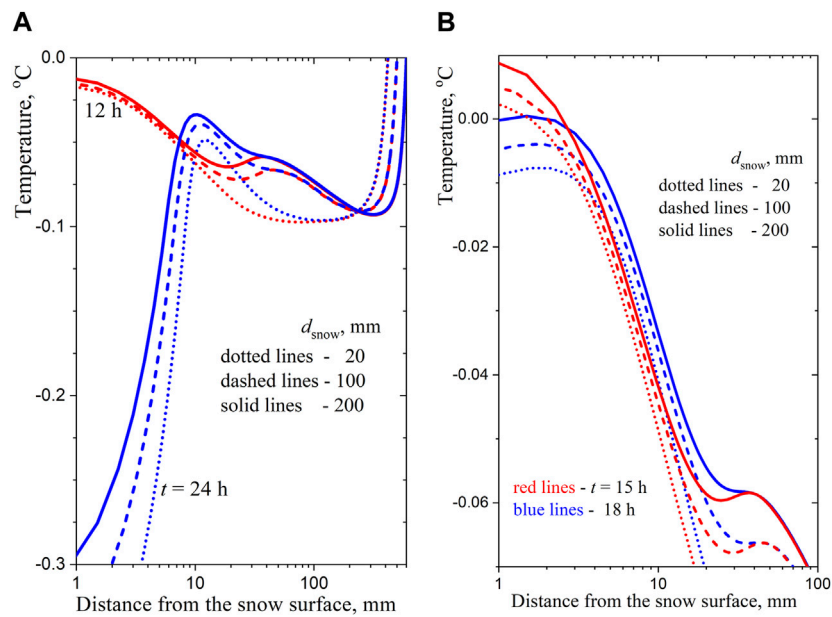 A
Temperature, °C
0.0
-0.1
-0.2
-0.3
12 h
d snow, mm
dotted lines - 20
dashed lines - 100
solid lines - 200
t = 24 h
1 10 100
Distance from the snow surface, mm
B
Temperature, °C
0.00
-0.02
-0.04
-0.06
d snow, mm
dotted lines - 20
dashed lines - 100
solid lines - 200
red lines - t = 15 h
blue lines - 18 h
1 10 100
Distance from the snow surface, mm